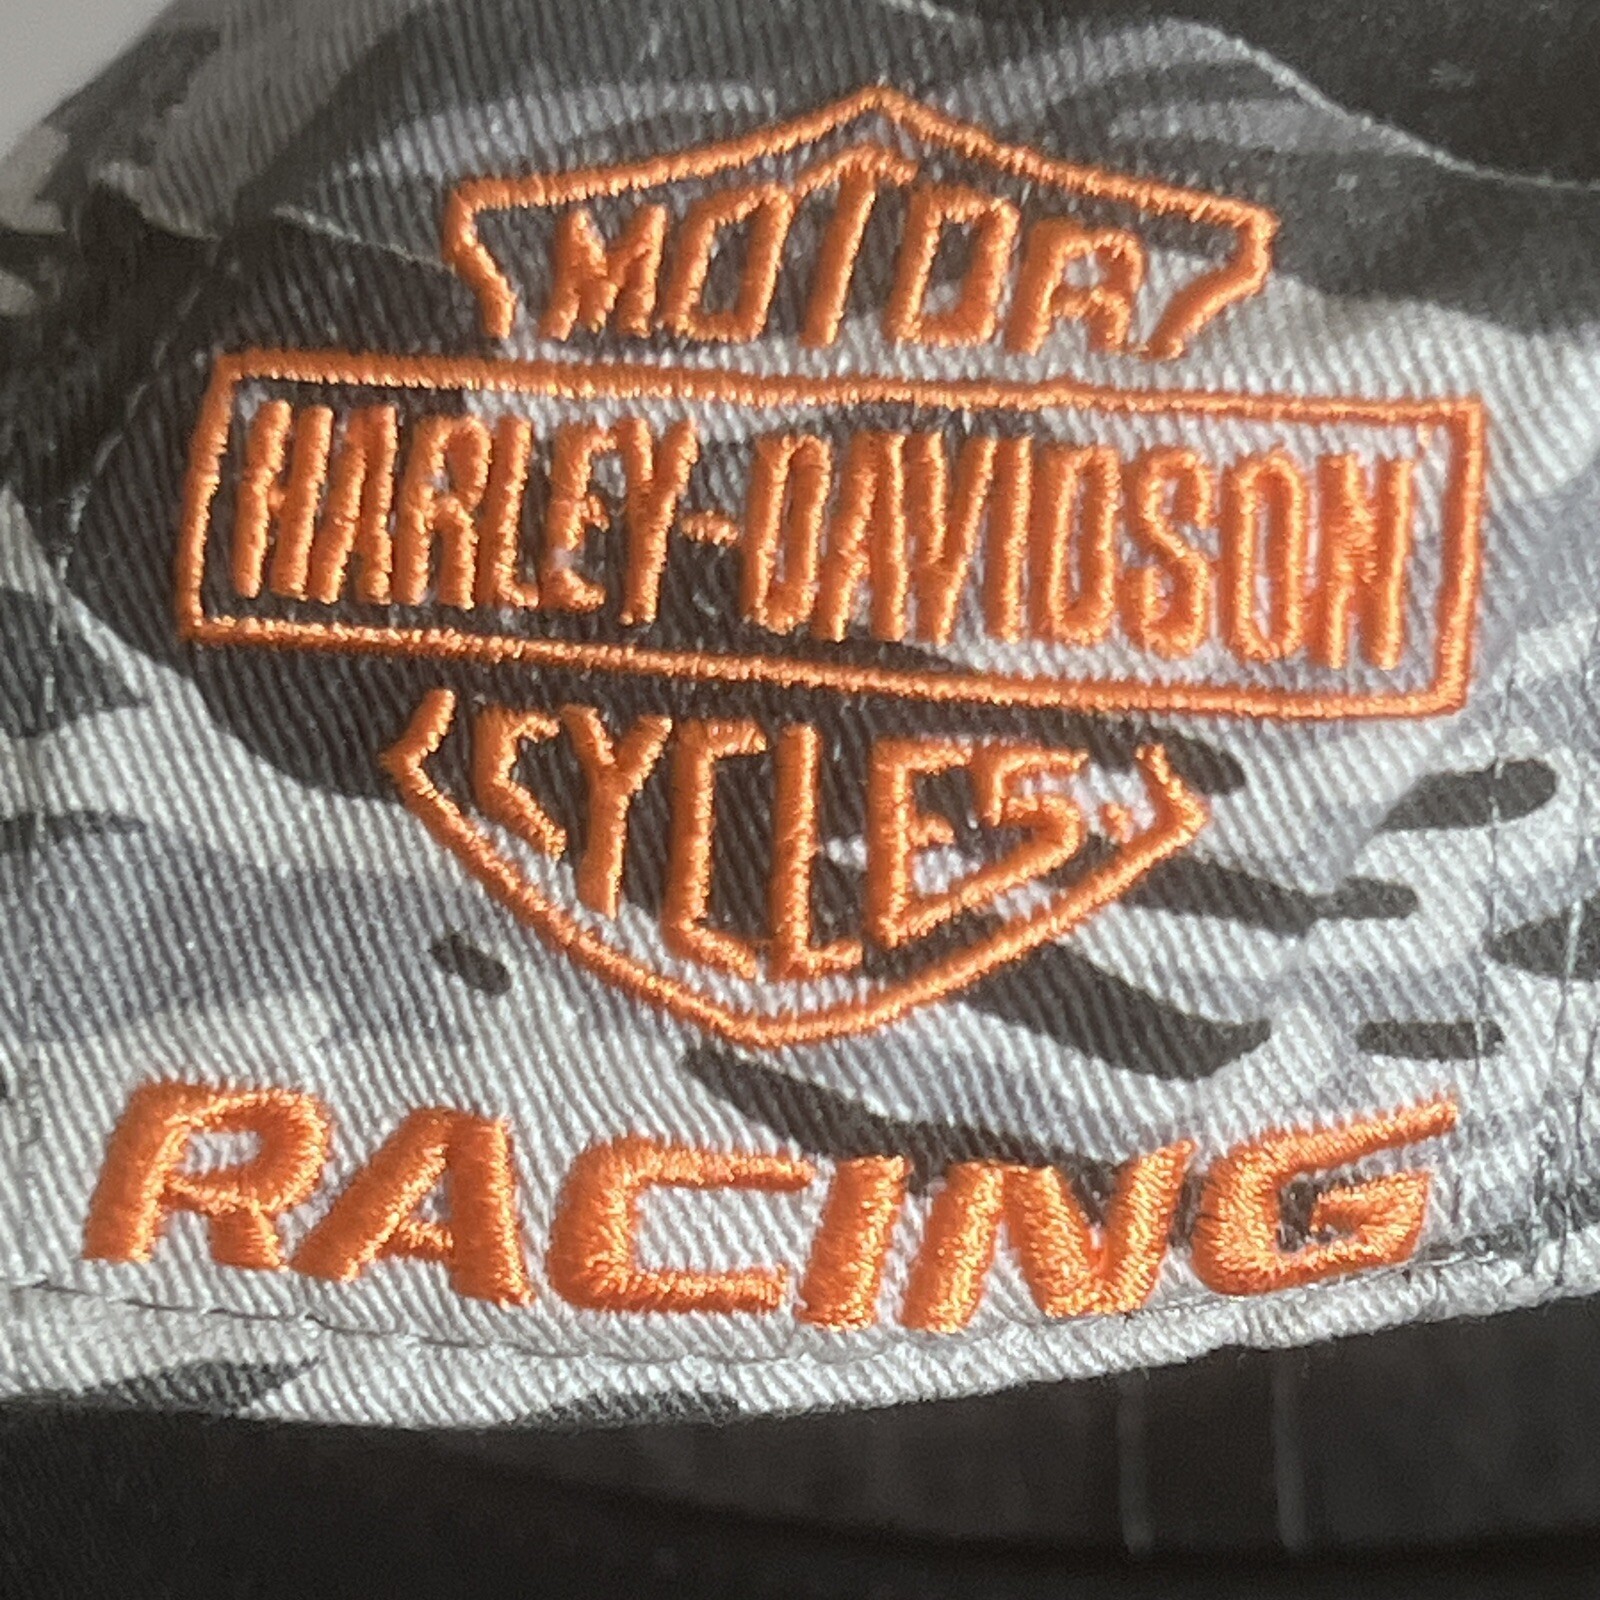 MOTOR
HARLEY-DAVIDSON
CYCLES
RACING